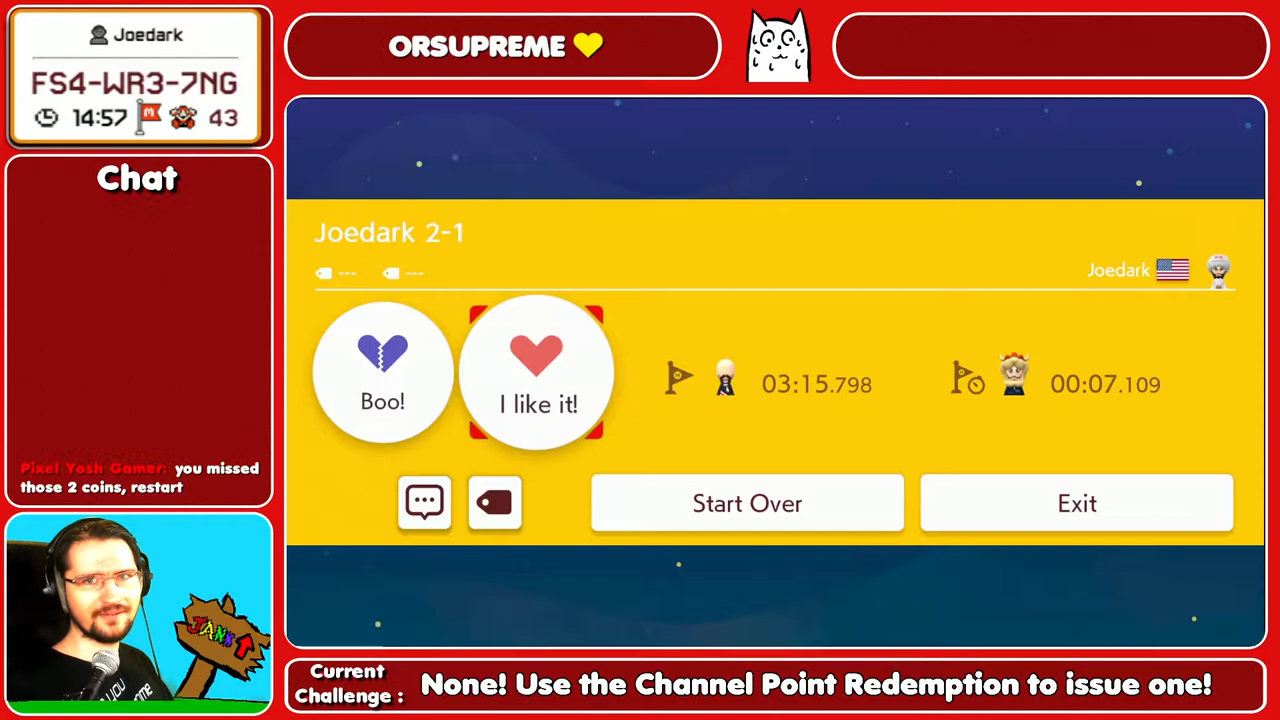 Joedark
FS4-WR3-7NG
14:57 43
ORSUPREME
Chat
Pixel Yosh Gamer: you missed
those 2 coins, restart
Joedark 2-1
--- ---
Joedark
Boo!
I like it!
03:15.798
00:07.109
Start Over
Exit
JANK
Current
Challenge :
None! Use the Channel Point Redemption to issue one!